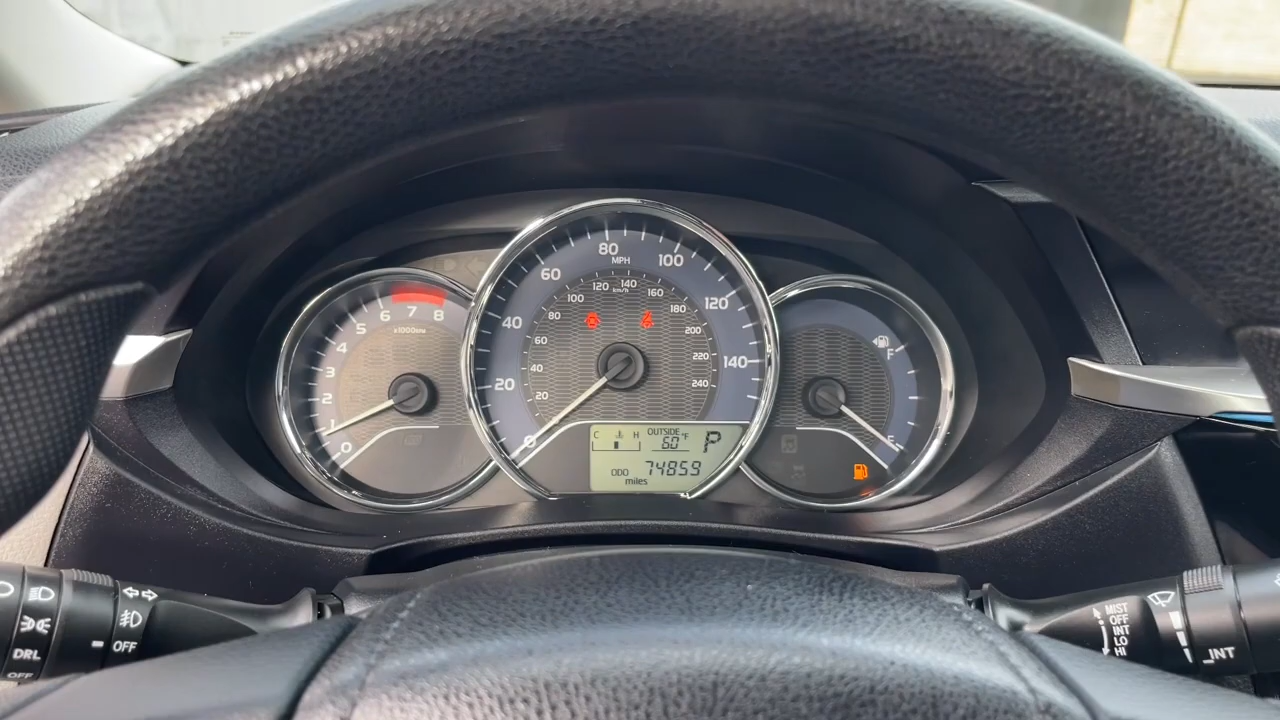 80
MPH
60
100
40
120
20
140
0
120
140
km/h
100
160
80
180
60
200
40
220
20
240
5
6
7
8
x1000r/min
4
3
2
1
0
F
E
C
H
OUTSIDE
60°F
P
ODO
74859
miles
DRL
OFF
OFF
MIST
OFF
INT
LO
HI
INT